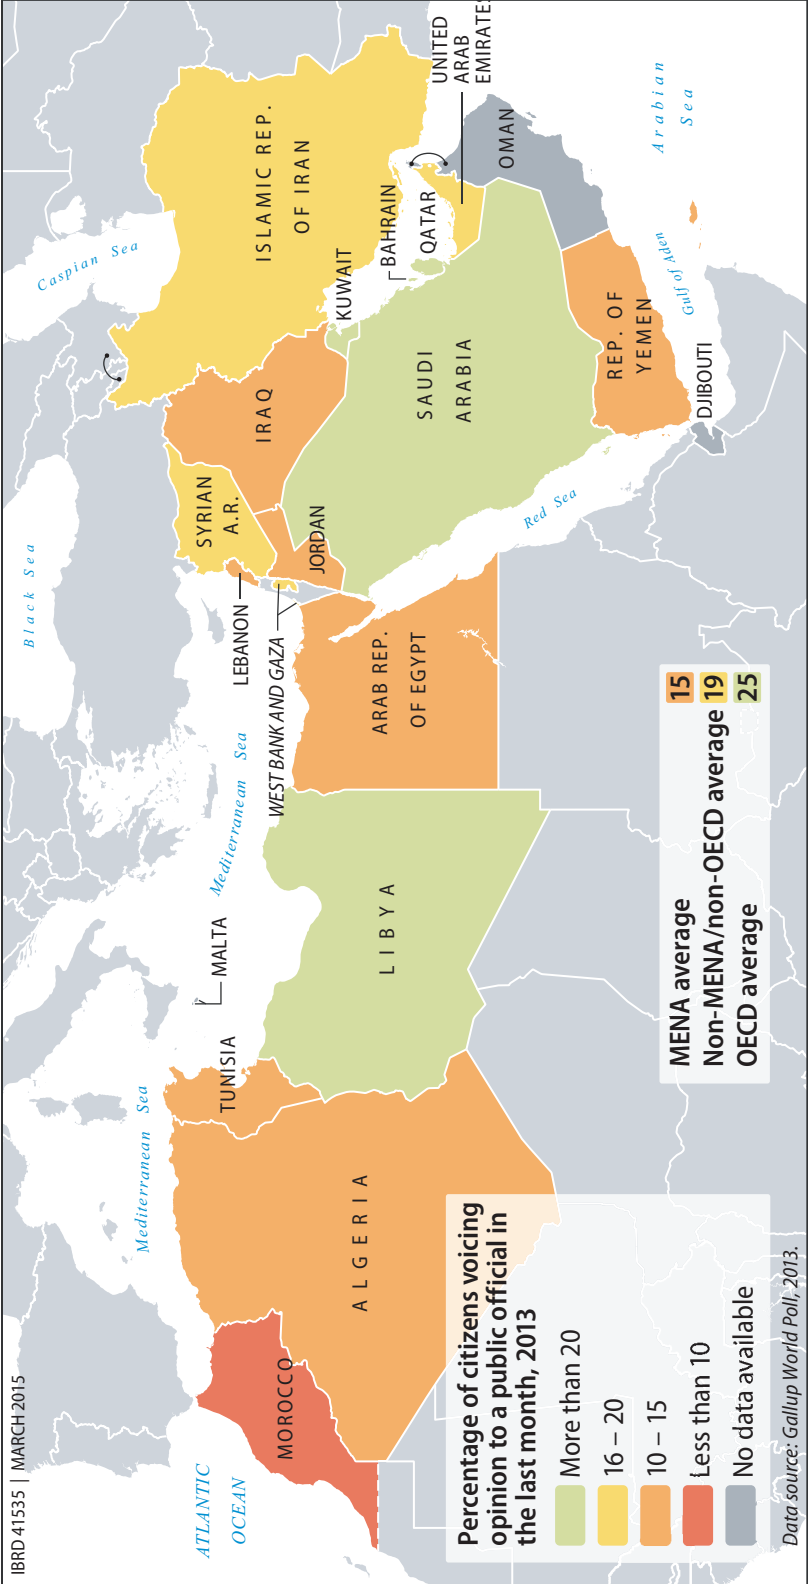 IBRD 41535 | MARCH 2015
ATLANTIC
OCEAN
Mediterranean Sea
Mediterranean Sea
Black Sea
Caspian Sea
Red Sea
Gulf of Aden
Arabian
Sea
MOROCCO
ALGERIA
TUNISIA
MALTA
LIBYA
ARAB REP.
OF EGYPT
WEST BANK AND GAZA
LEBANON
SYRIAN
A.R.
JORDAN
IRAQ
ISLAMIC REP.
OF IRAN
KUWAIT
SAUDI
ARABIA
BAHRAIN
QATAR
UNITED
ARAB
EMIRATES
OMAN
REP. OF
YEMEN
DJIBOUTI
Percentage of citizens voicing
opinion to a public official in
the last month, 2013
More than 20
16 – 20
10 – 15
Less than 10
No data available
MENA average 15
Non-MENA/non-OECD average 19
OECD average 25
Data source: Gallup World Poll, 2013.